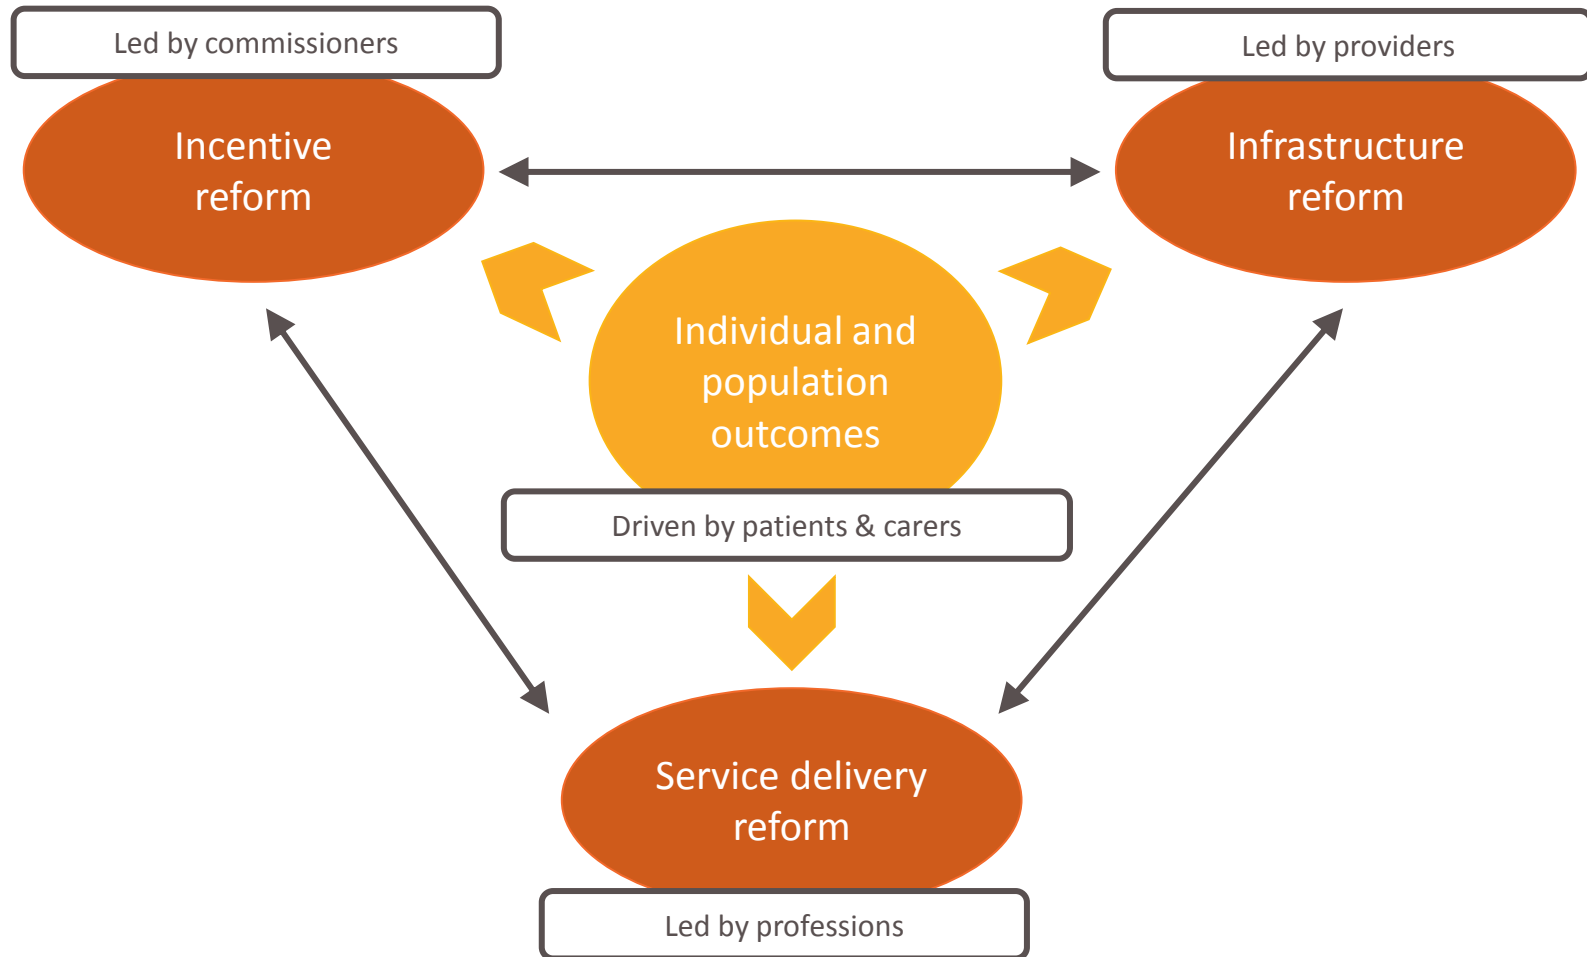 Led by commissioners
Incentive
reform
Led by providers
Infrastructure
reform
Individual and
population
outcomes
Driven by patients & carers
Service delivery
reform
Led by professions